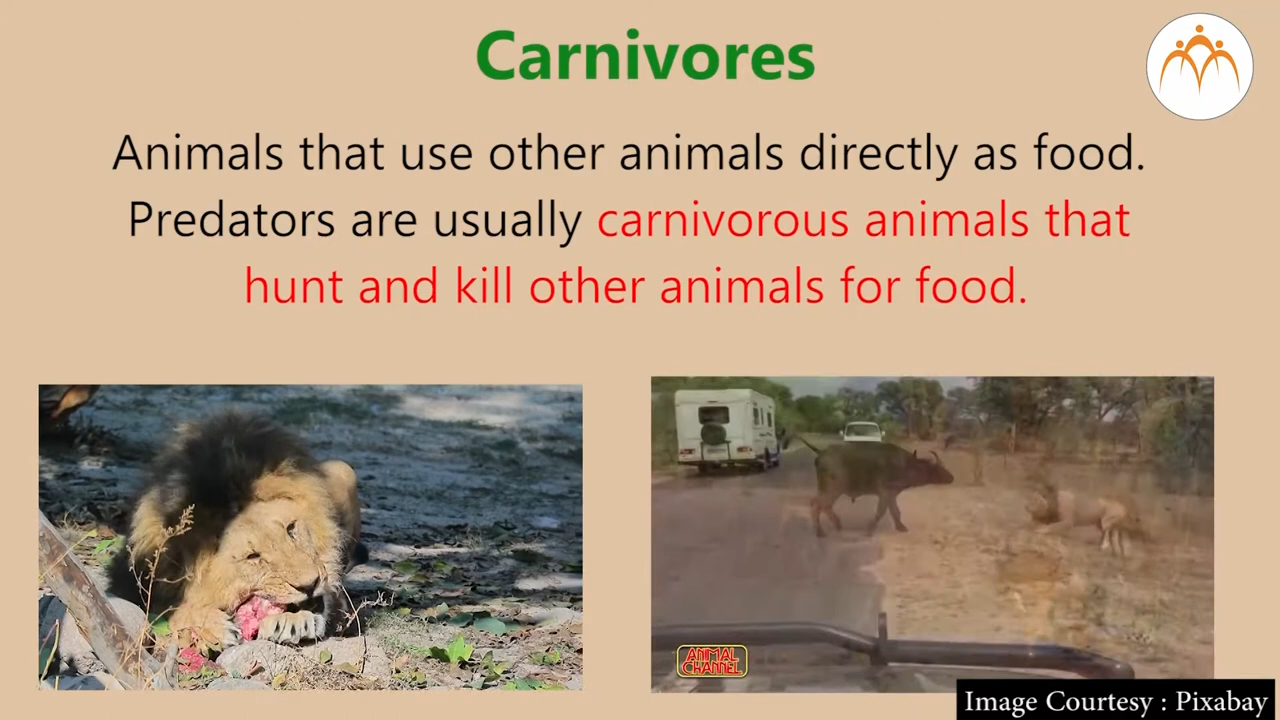 Carnivores
Animals that use other animals directly as food.
Predators are usually carnivorous animals that
hunt and kill other animals for food.
ANIMAL
CHANNEL
Image Courtesy : Pixabay